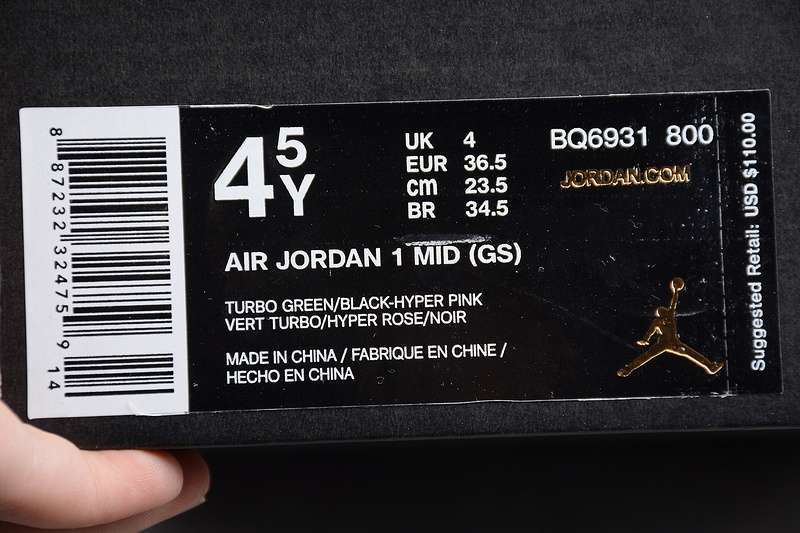 8 87232 32475 9 14
4 5 Y
UK 4
EUR 36.5
cm 23.5
BR 34.5
BQ6931 800
JORDAN.COM
AIR JORDAN 1 MID (GS)
TURBO GREEN/BLACK-HYPER PINK
VERT TURBO/HYPER ROSE/NOIR
MADE IN CHINA / FABRIQUE EN CHINE /
HECHO EN CHINA
Suggested Retail: USD $110.00